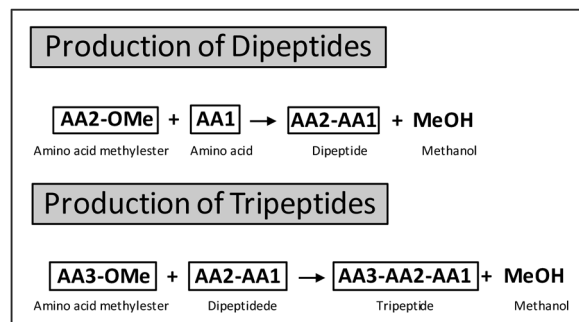 Production of Dipeptides
AA2-OMe + AA1 → AA2-AA1 + MeOH
Amino acid methylester Amino acid Dipeptide Methanol
Production of Tripeptides
AA3-OMe + AA2-AA1 → AA3-AA2-AA1 + MeOH
Amino acid methylester Dipeptidede Tripeptide Methanol